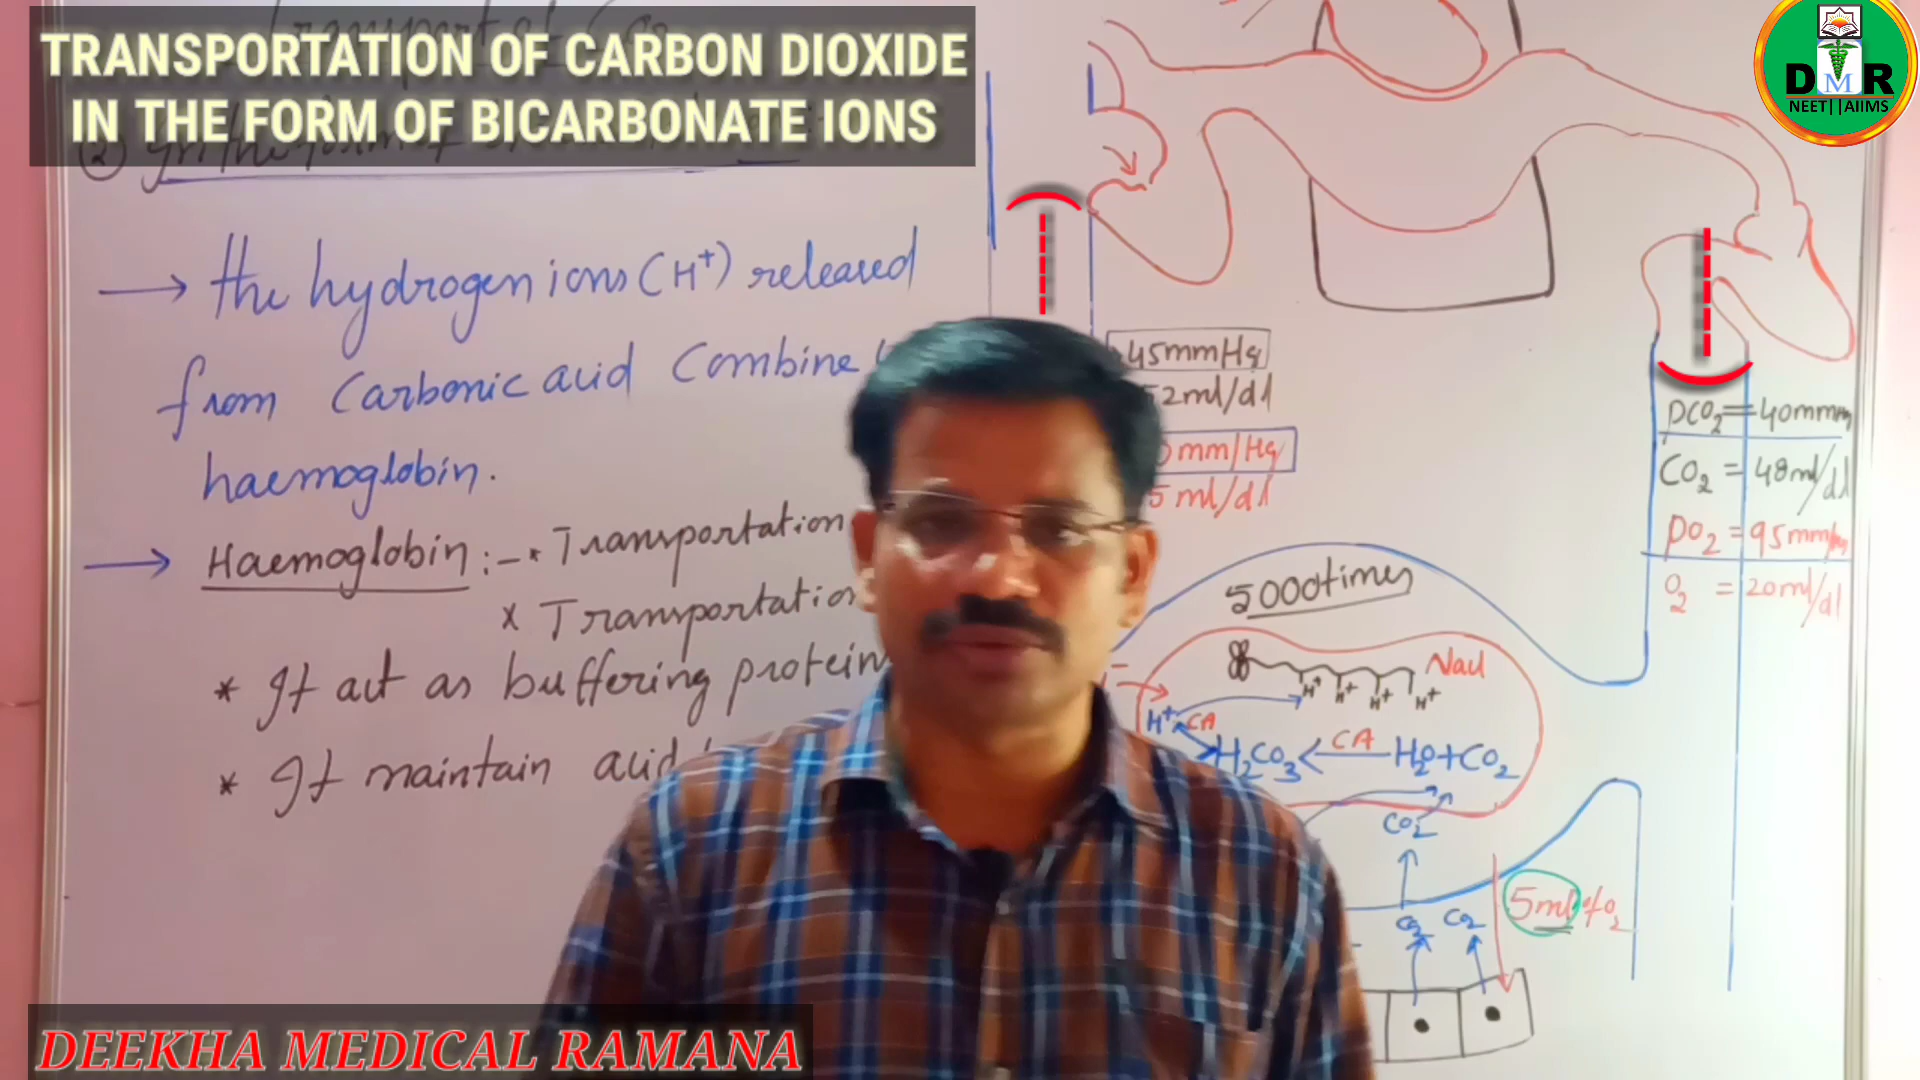 TRANSPORTATION OF CARBON DIOXIDE
IN THE FORM OF BICARBONATE IONS
DMR
NEET||AIIMS
→ the hydrogen ions (H⁺) released
from Carbonic acid Combine
haemoglobin.
→ Haemoglobin :- * Transportation
x Transportation
* It act as buffering protein
* It maintain acid
45mmHg
2ml/dl
mm/Hg
5ml/dl
PCO₂ = 40mmHg
CO₂ = 48ml/dl
PO₂ = 95mmHg
O₂ = 20ml/dl
5000times
Nacl
H⁺ H⁺ H⁺ H⁺
H⁺ CA
H₂CO₃ ← CA H₂O+CO₂
CO₂
CO₂ CO₂
5ml of O₂
DEEKHA MEDICAL RAMANA